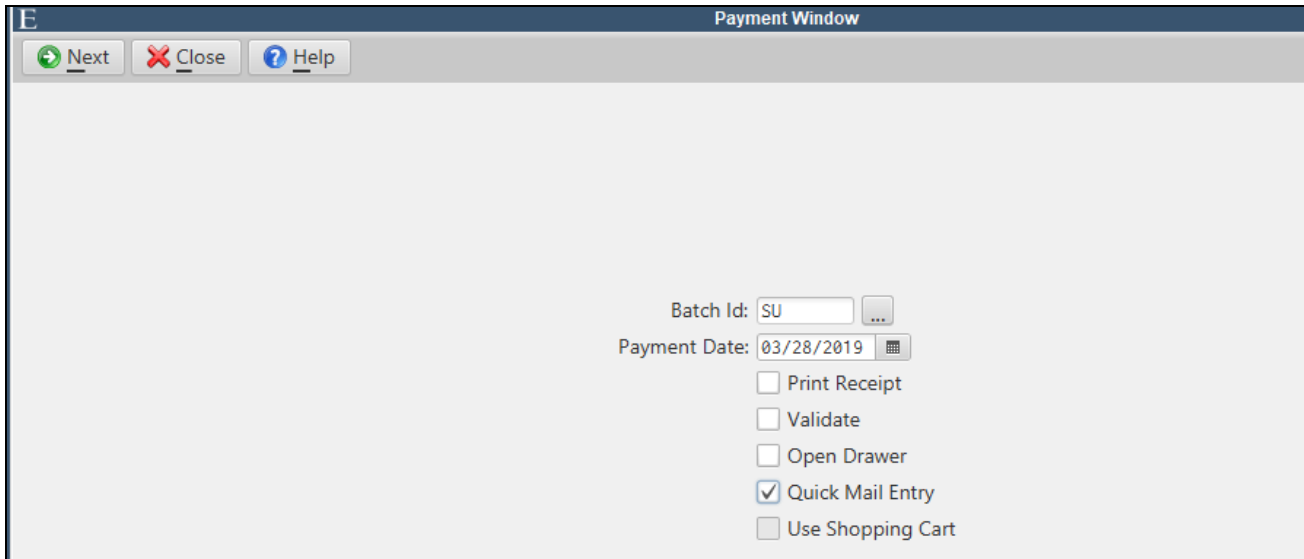 E Payment Window
Next Close Help
Batch Id: SU ...
Payment Date: 03/28/2019
Print Receipt
Validate
Open Drawer
Quick Mail Entry
Use Shopping Cart